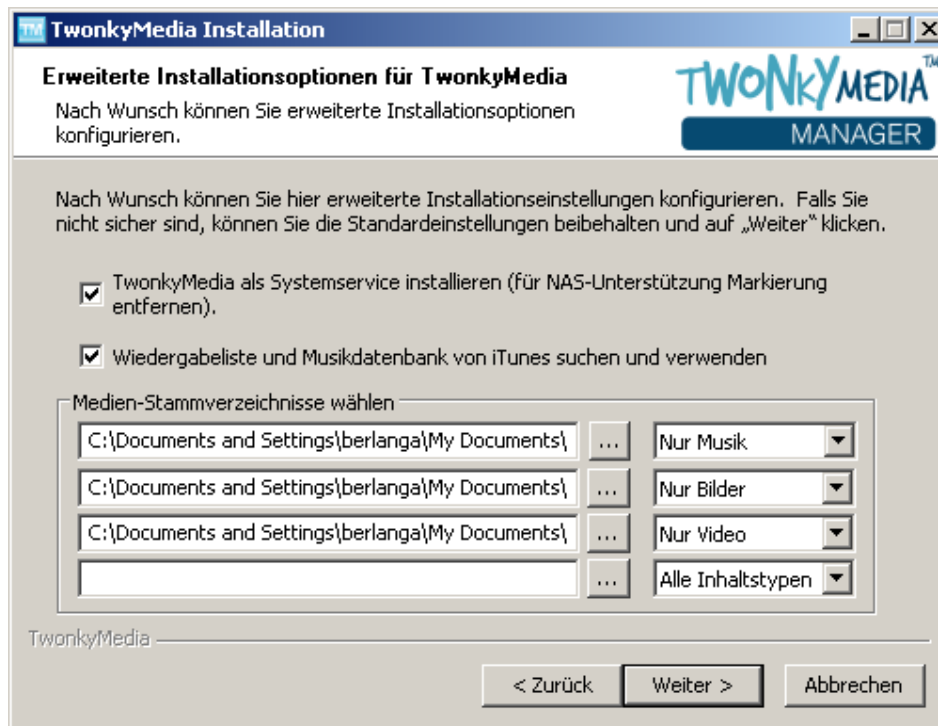 TM TwonkyMedia Installation
Erweiterte Installationsoptionen für TwonkyMedia
Nach Wunsch können Sie erweiterte Installationsoptionen
konfigurieren.
TWONKYMEDIA™
MANAGER
Nach Wunsch können Sie hier erweiterte Installationseinstellungen konfigurieren. Falls Sie
nicht sicher sind, können Sie die Standardeinstellungen beibehalten und auf „Weiter“ klicken.
TwonkyMedia als Systemservice installieren (für NAS-Unterstützung Markierung
entfernen).
Wiedergabeliste und Musikdatenbank von iTunes suchen und verwenden
Medien-Stammverzeichnisse wählen
C:\Documents and Settings\berlanga\My Documents\ ... Nur Musik
C:\Documents and Settings\berlanga\My Documents\ ... Nur Bilder
C:\Documents and Settings\berlanga\My Documents\ ... Nur Video
... Alle Inhaltstypen
TwonkyMedia
< Zurück Weiter > Abbrechen